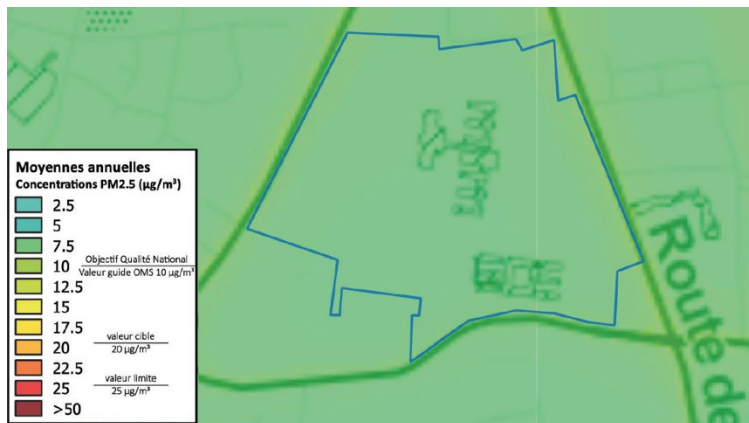 Moyennes annuelles
Concentrations PM2.5 (µg/m³)
2.5
5
7.5
10
Objectif Qualité National
Valeur guide OMS 10 µg/m³
12.5
15
17.5
20
valeur cible
20 µg/m³
22.5
25
valeur limite
25 µg/m³
>50
Route de